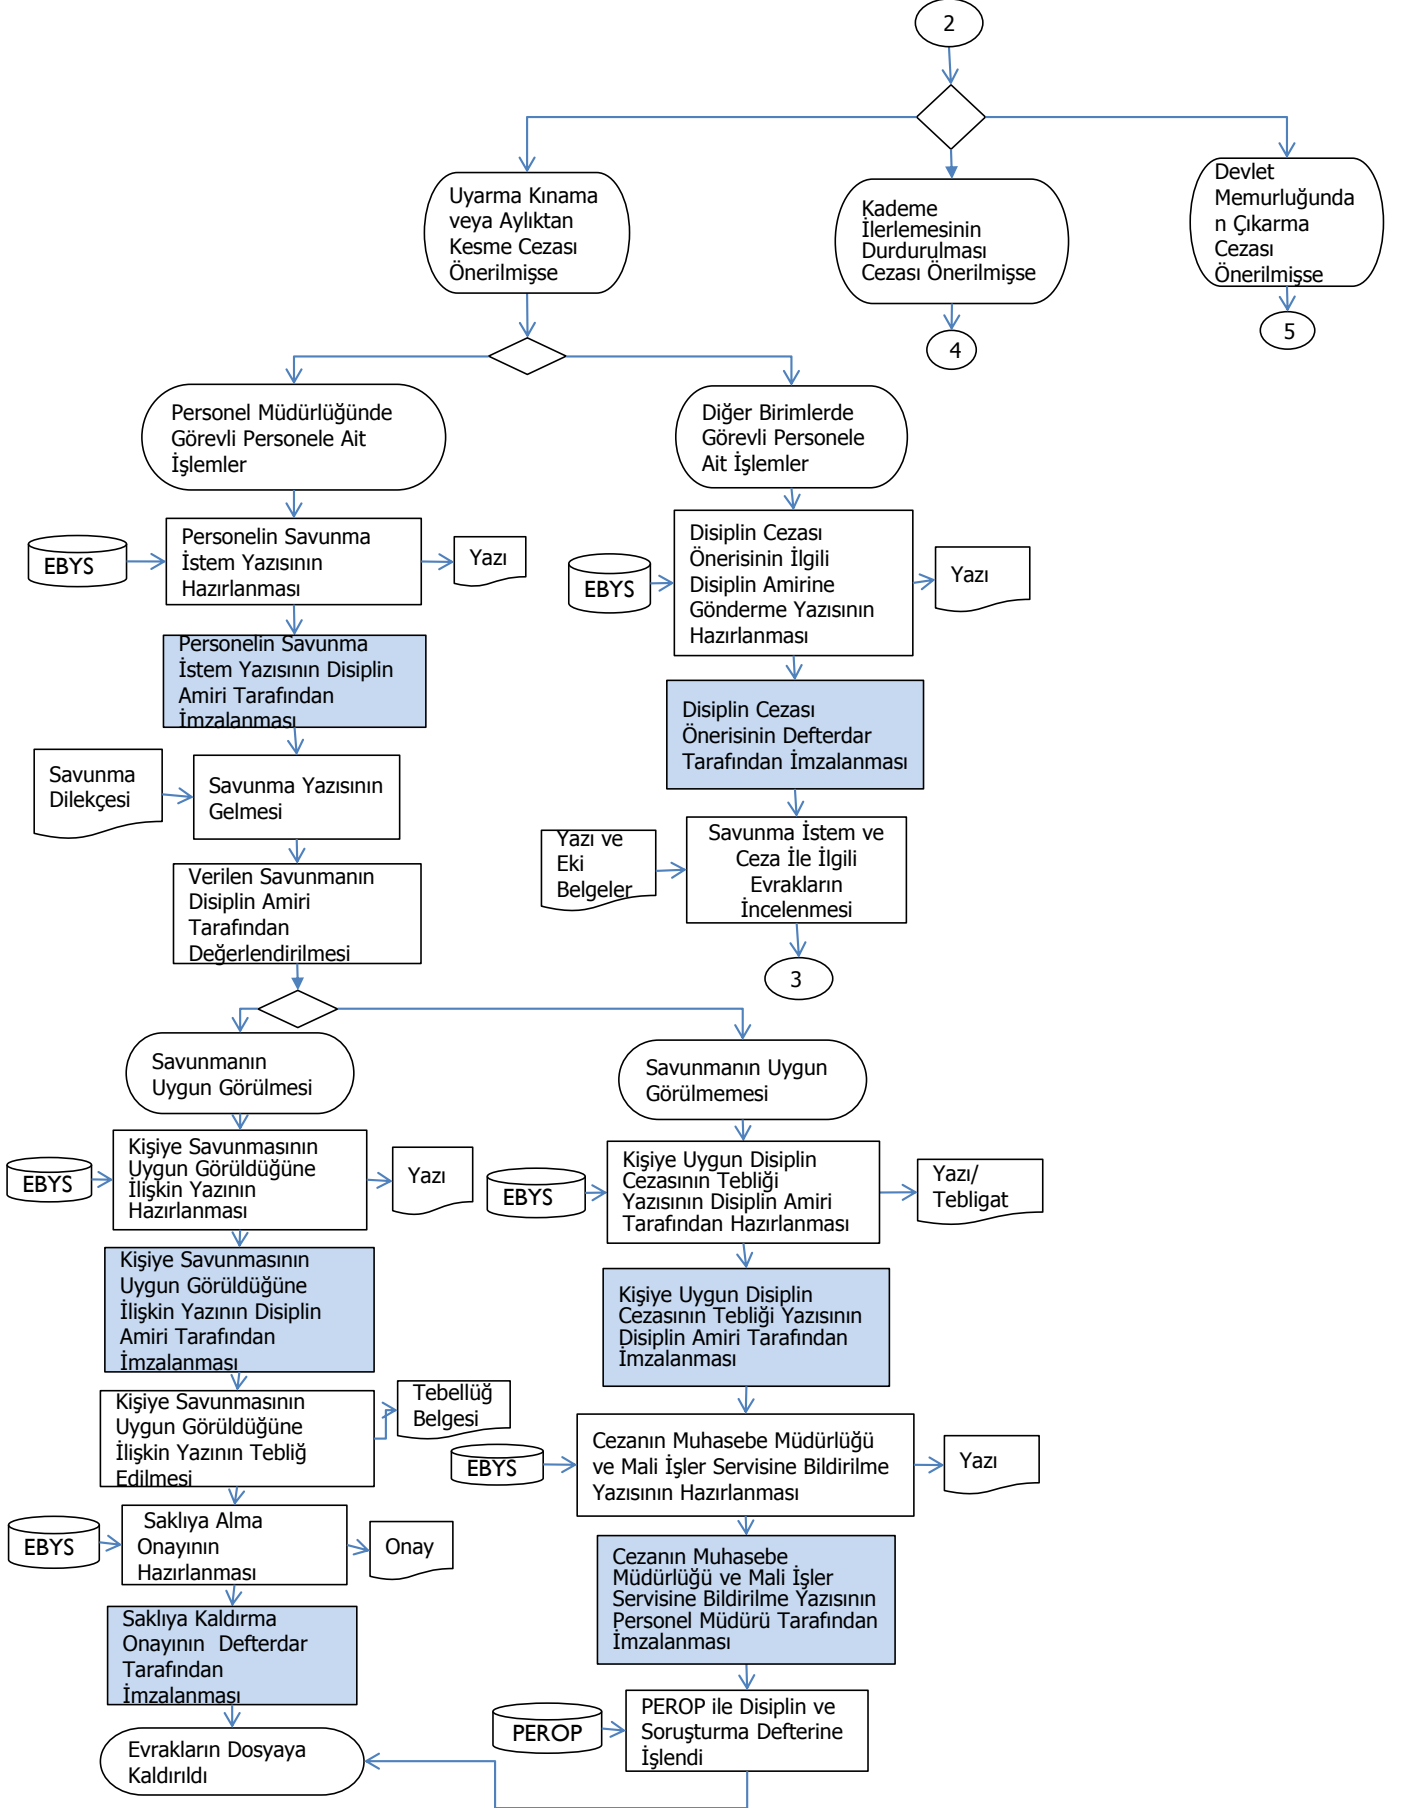 2
Uyarma Kınama
veya Aylıktan
Kesme Cezası
Önerilmişse
Kademe
İlerlemesinin
Durdurulması
Cezası Önerilmişse
Devlet
Memurluğunda
n Çıkarma
Cezası
Önerilmişse
4
5
Personel Müdürlüğünde
Görevli Personele Ait
İşlemler
Diğer Birimlerde
Görevli Personele
Ait İşlemler
EBYS
Personelin Savunma
İstem Yazısının
Hazırlanması
Yazı
EBYS
Disiplin Cezası
Önerisinin İlgili
Disiplin Amirine
Gönderme Yazısının
Hazırlanması
Yazı
Personelin Savunma
İstem Yazısının Disiplin
Amiri Tarafından
İmzalanması
Disiplin Cezası
Önerisinin Defterdar
Tarafından İmzalanması
Savunma
Dilekçesi
Savunma Yazısının
Gelmesi
Yazı ve
Eki
Belgeler
Savunma İstem ve
Ceza İle İlgili
Evrakların
İncelenmesi
Verilen Savunmanın
Disiplin Amiri
Tarafından
Değerlendirilmesi
3
Savunmanın
Uygun Görülmesi
Savunmanın Uygun
Görülmemesi
EBYS
Kişiye Savunmasının
Uygun Görüldüğüne
İlişkin Yazının
Hazırlanması
Yazı
EBYS
Kişiye Uygun Disiplin
Cezasının Tebliği
Yazısının Disiplin Amiri
Tarafından Hazırlanması
Yazı/
Tebligat
Kişiye Savunmasının
Uygun Görüldüğüne
İlişkin Yazının Disiplin
Amiri Tarafından
İmzalanması
Kişiye Uygun Disiplin
Cezasının Tebliği Yazısının
Disiplin Amiri Tarafından
İmzalanması
Kişiye Savunmasının
Uygun Görüldüğüne
İlişkin Yazının Tebliğ
Edilmesi
Tebellüğ
Belgesi
EBYS
Cezanın Muhasebe Müdürlüğü
ve Mali İşler Servisine Bildirilme
Yazısının Hazırlanması
Yazı
EBYS
Saklıya Alma
Onayının
Hazırlanması
Onay
Cezanın Muhasebe
Müdürlüğü ve Mali İşler
Servisine Bildirilme Yazısının
Personel Müdürü Tarafından
İmzalanması
Saklıya Kaldırma
Onayının  Defterdar
Tarafından
İmzalanması
PEROP
PEROP ile Disiplin ve
Soruşturma Defterine
İşlendi
Evrakların Dosyaya
Kaldırıldı